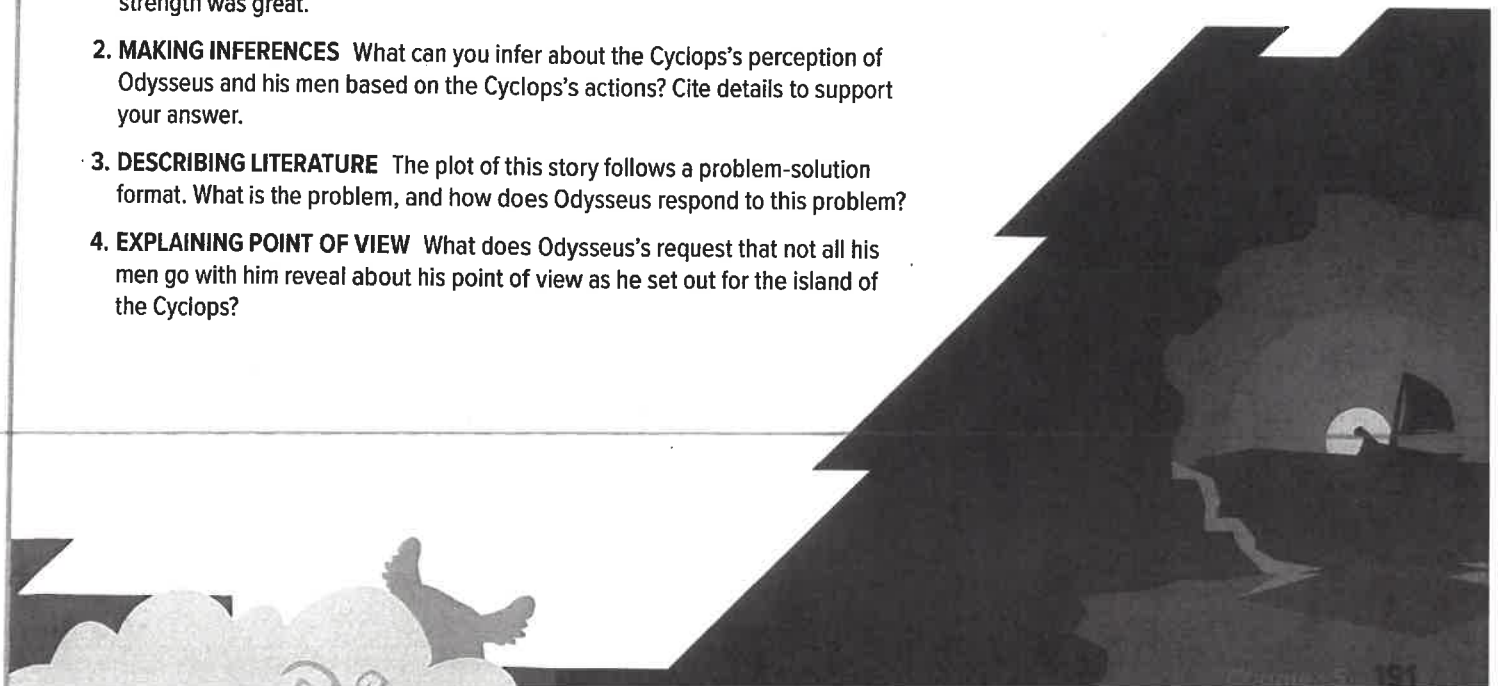 strength was great.
2. MAKING INFERENCES What can you infer about the Cyclops's perception of
Odysseus and his men based on the Cyclops's actions? Cite details to support
your answer.
3. DESCRIBING LITERATURE The plot of this story follows a problem-solution
format. What is the problem, and how does Odysseus respond to this problem?
4. EXPLAINING POINT OF VIEW What does Odysseus's request that not all his
men go with him reveal about his point of view as he set out for the island of
the Cyclops?
191